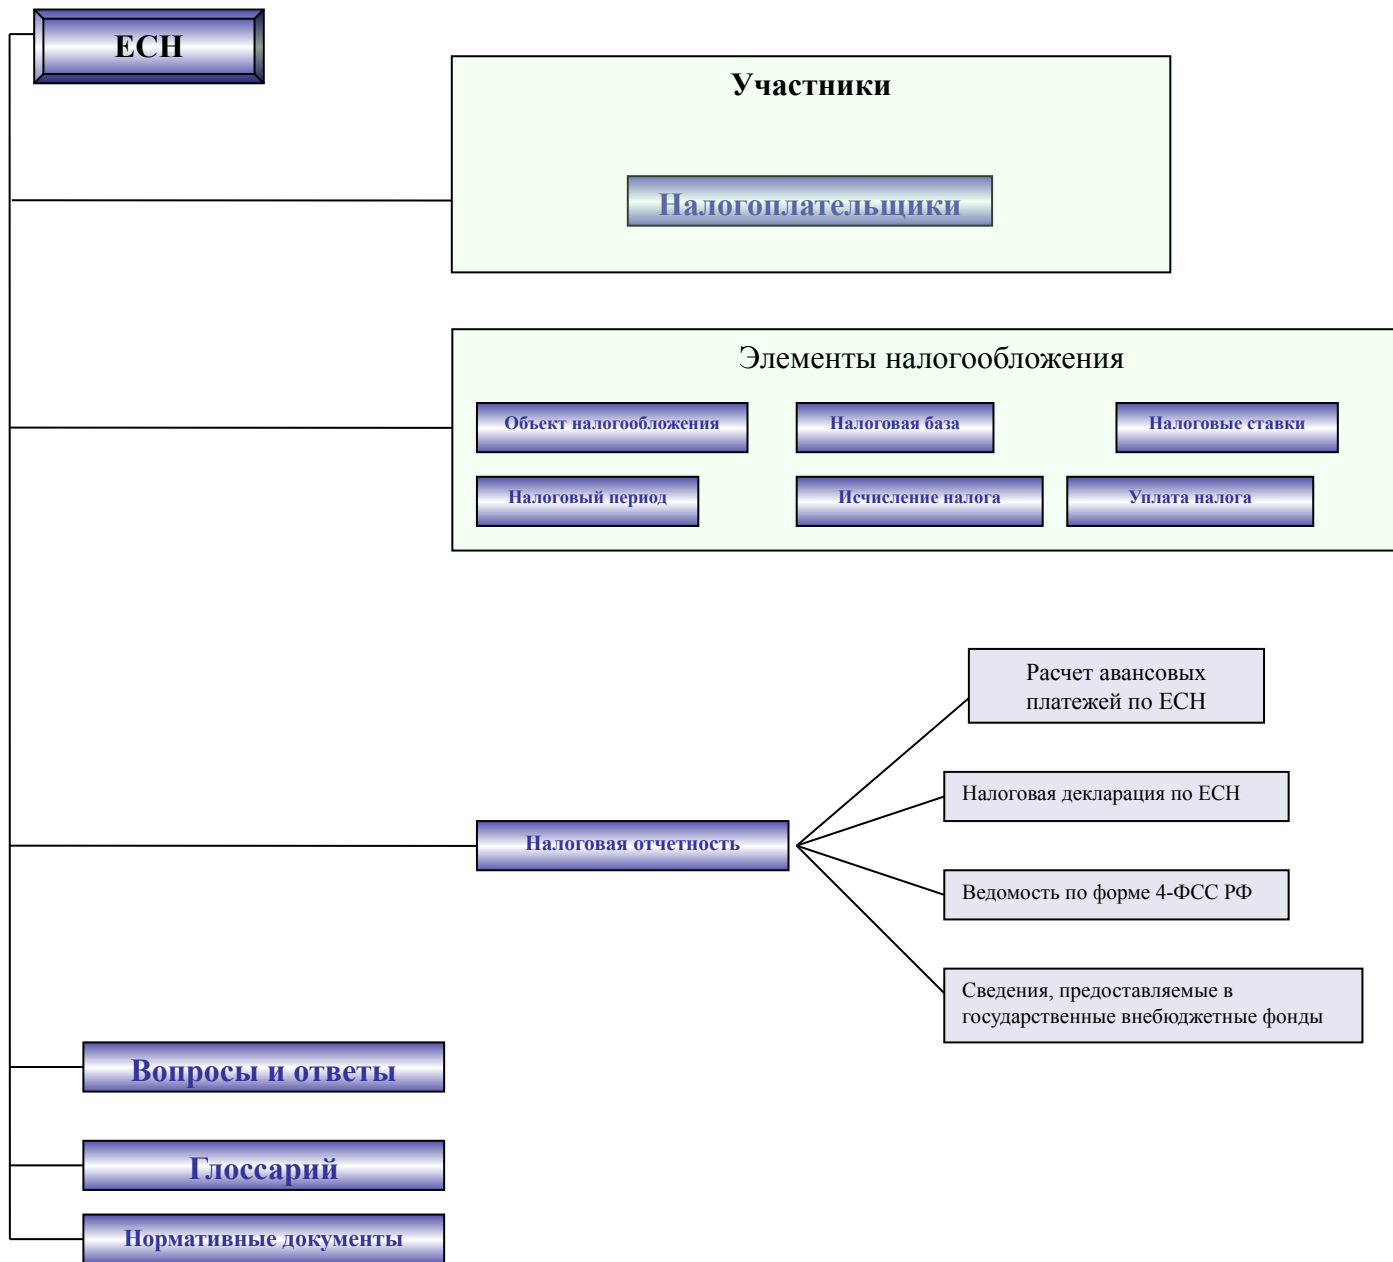 ЕСН
Участники
Налогоплательщики
Элементы налогообложения
Объект налогообложения
Налоговая база
Налоговые ставки
Налоговый период
Исчисление налога
Уплата налога
Расчет авансовых
платежей по ЕСН
Налоговая декларация по ЕСН
Налоговая отчетность
Ведомость по форме 4-ФСС РФ
Сведения, предоставляемые в
государственные внебюджетные фонды
Вопросы и ответы
Глоссарий
Нормативные документы